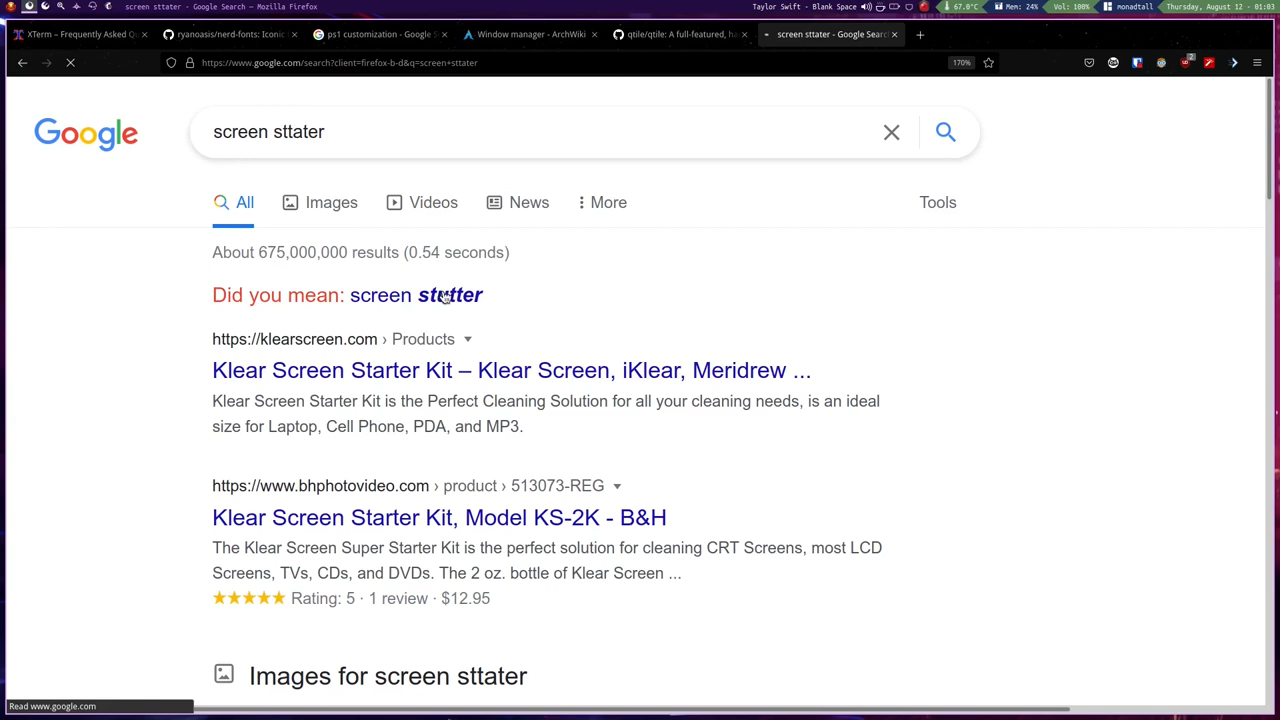 screen sttater - Google Search - Mozilla Firefox
Taylor Swift - Blank Space
67.0°C
Mem: 24%
Vol: 100%
monadtall
Thursday, August 12 - 01:03
XTerm – Frequently Asked Qu
ryanoasis/nerd-fonts: Iconic
ps1 customization - Google S
Window manager - ArchWiki
qtile/qtile: A full-featured, ha
screen sttater - Google Searc
https://www.google.com/search?client=firefox-b-d&q=screen+sttater
170%
2
Google
screen sttater
All
Images
Videos
News
More
Tools
About 675,000,000 results (0.54 seconds)
Did you mean: screen stutter
https://klearscreen.com › Products
Klear Screen Starter Kit – Klear Screen, iKlear, Meridrew ...
Klear Screen Starter Kit is the Perfect Cleaning Solution for all your cleaning needs, is an ideal
size for Laptop, Cell Phone, PDA, and MP3.
https://www.bhphotovideo.com › product › 513073-REG
Klear Screen Starter Kit, Model KS-2K - B&H
The Klear Screen Super Starter Kit is the perfect solution for cleaning CRT Screens, most LCD
Screens, TVs, CDs, and DVDs. The 2 oz. bottle of Klear Screen ...
Rating: 5 · 1 review · $12.95
Images for screen sttater
Read www.google.com